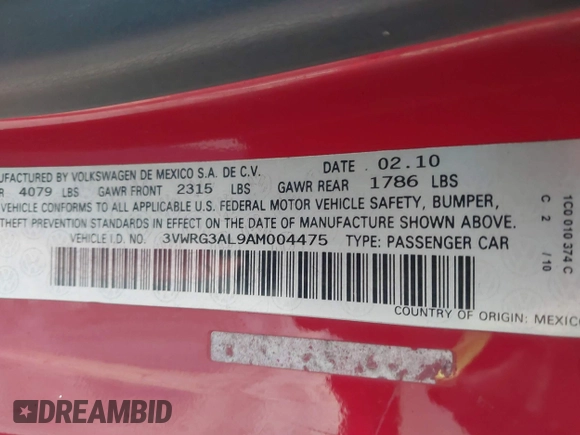 MANUFACTURED BY VOLKSWAGEN DE MEXICO S.A. DE C.V. DATE 02.10
4079 LBS GAWR FRONT 2315 LBS GAWR REAR 1786 LBS
VEHICLE CONFORMS TO ALL APPLICABLE U.S. FEDERAL MOTOR VEHICLE SAFETY, BUMPER,
THEFT PREVENTION STANDARDS IN EFFECT ON THE DATE OF MANUFACTURE SHOWN ABOVE.
VEHICLE I.D. NO. 3VWRG3AL9AM004475 TYPE: PASSENGER CAR
COUNTRY OF ORIGIN: MEXICO
1C0 010 374 C
C 2 /10
DREAMBID